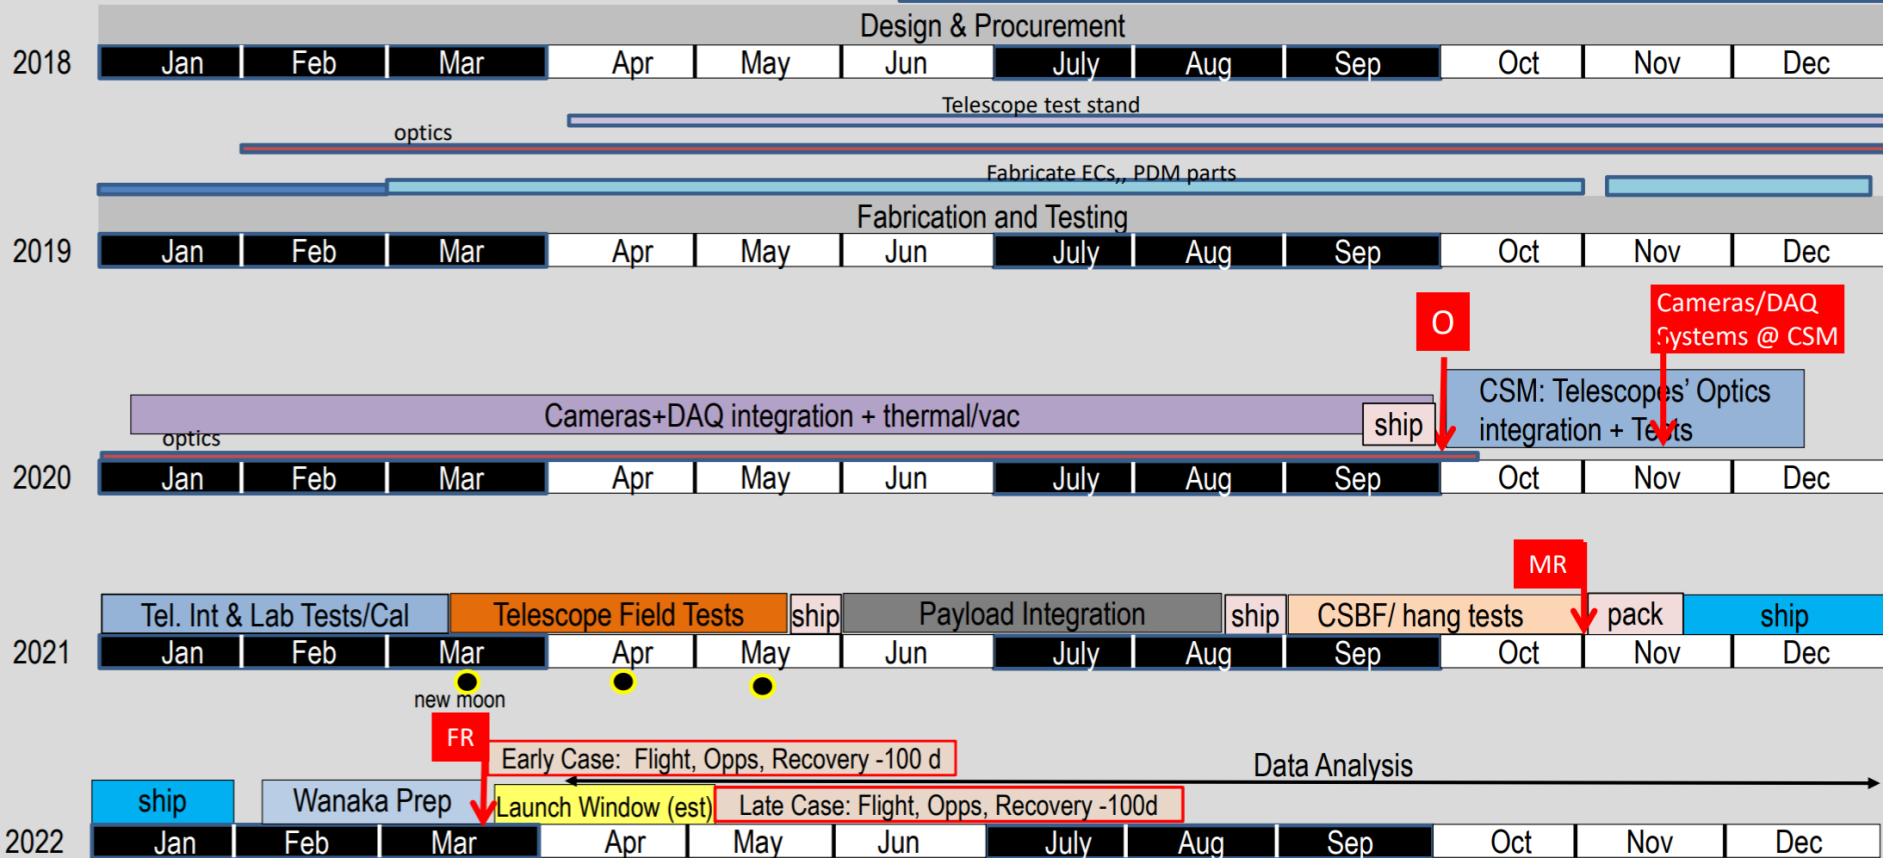 Design & Procurement
2018 Jan Feb Mar Apr May Jun July Aug Sep Oct Nov Dec
Telescope test stand
optics
Fabricate ECs,, PDM parts
Fabrication and Testing
2019 Jan Feb Mar Apr May Jun July Aug Sep Oct Nov Dec
O
Cameras/DAQ
Systems @ CSM
Cameras+DAQ integration + thermal/vac
ship
CSM: Telescopes' Optics
integration + Tests
optics
2020 Jan Feb Mar Apr May Jun July Aug Sep Oct Nov Dec
MR
Tel. Int & Lab Tests/Cal Telescope Field Tests ship Payload Integration ship CSBF/ hang tests pack ship
2021 Jan Feb Mar Apr May Jun July Aug Sep Oct Nov Dec
new moon
FR
Early Case: Flight, Opps, Recovery -100 d
Data Analysis
ship Wanaka Prep Launch Window (est) Late Case: Flight, Opps, Recovery -100d
2022 Jan Feb Mar Apr May Jun July Aug Sep Oct Nov Dec